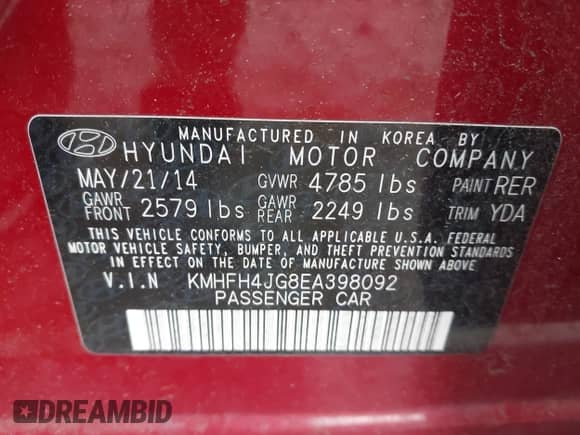 MANUFACTURED IN KOREA BY
HYUNDAI MOTOR COMPANY
MAY/21/14 GVWR 4785 lbs PAINT RER
GAWR FRONT 2579 lbs GAWR REAR 2249 lbs TRIM YDA
THIS VEHICLE CONFORMS TO ALL APPLICABLE U.S.A. FEDERAL
MOTOR VEHICLE SAFETY, BUMPER, AND THEFT PREVENTION STANDARDS
IN EFFECT ON THE DATE OF MANUFACTURE SHOWN ABOVE
V.I.N KMHFH4JG8EA398092
PASSENGER CAR
DREAMBID